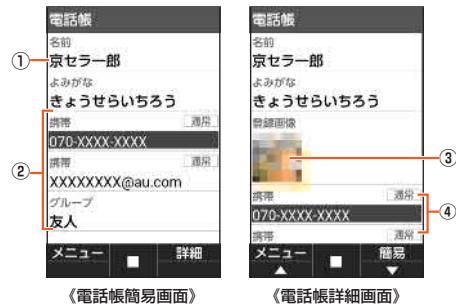 電話帳
名前
① 京セラ一郎
よみがな
きょうせらいちろう
② 携帯 通常
070-XXXX-XXXX
携帯 通常
XXXXXXXX@au.com
グループ
友人
メニュー ■ 詳細
《電話帳簡易画面》
電話帳
名前
京セラ一郎
よみがな
きょうせらいちろう
登録画像
③
携帯 通常
④
070-XXXX-XXXX
携帯 通常
メニュー ■ 簡易
▲ ▼
《電話帳詳細画面》